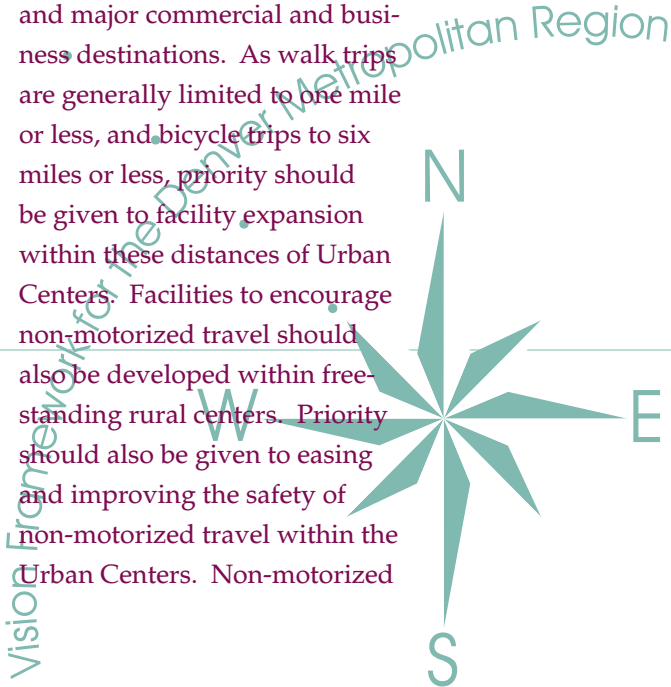 and major commercial and busi-
ness destinations.  As walk trips
are generally limited to one mile
or less, and bicycle trips to six
miles or less, priority should
be given to facility expansion
within these distances of Urban
Centers.  Facilities to encourage
non-motorized travel should
also be developed within free-
standing rural centers.  Priority
should also be given to easing
and improving the safety of
non-motorized travel within the
Urban Centers.  Non-motorized
Vision Framework for the Denver Metropolitan Region
N
W
E
S